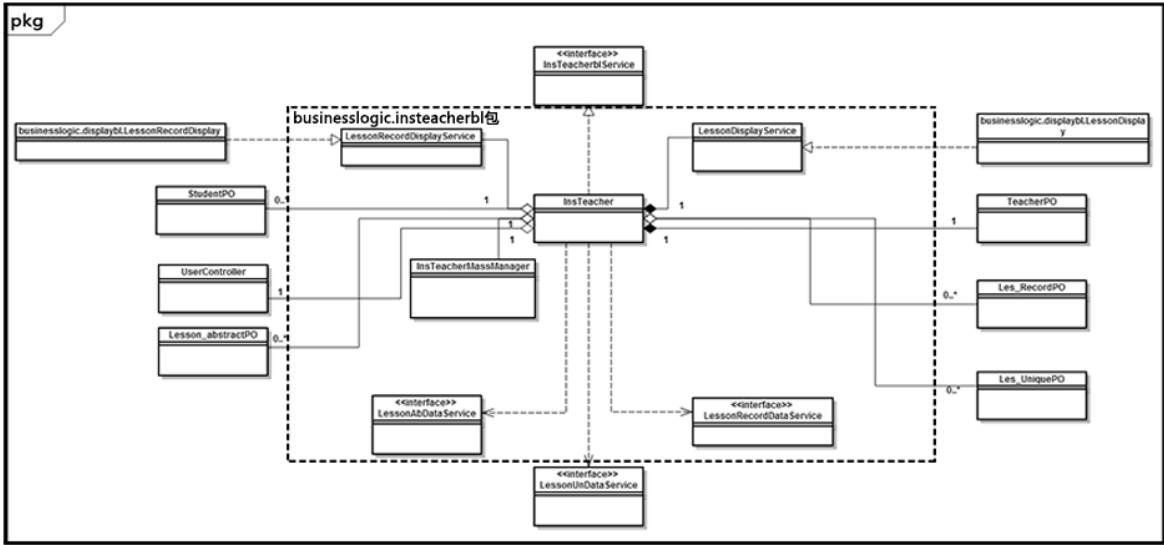 pkg
<<interface>>
InsTeacherblService
businesslogic.insteacherbl包
businesslogic.displaybl.LessonRecordDisplay
LessonRecordDisplayService
LessonDisplayService
businesslogic.displaybl.LessonDispla
y
StudentPO
0..*
1
InsTeacher
1
TeacherPO
1
1
1
1
UserController
1
InsTeacherMassManager
Les_RecordPO
0..*
Lesson_abstractPO
0..*
Les_UniquePO
0..*
<<interface>>
LessonAbDataService
<<interface>>
LessonRecordDataService
<<interface>>
LessonUnDataService